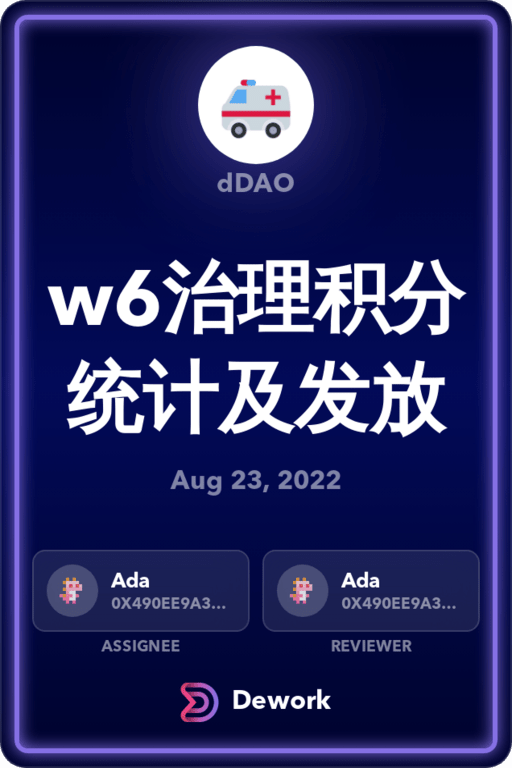 dDAO
w6治理积分
统计及发放
Aug 23, 2022
Ada
0X490EE9A3...
ASSIGNEE
Ada
0X490EE9A3...
REVIEWER
Dework